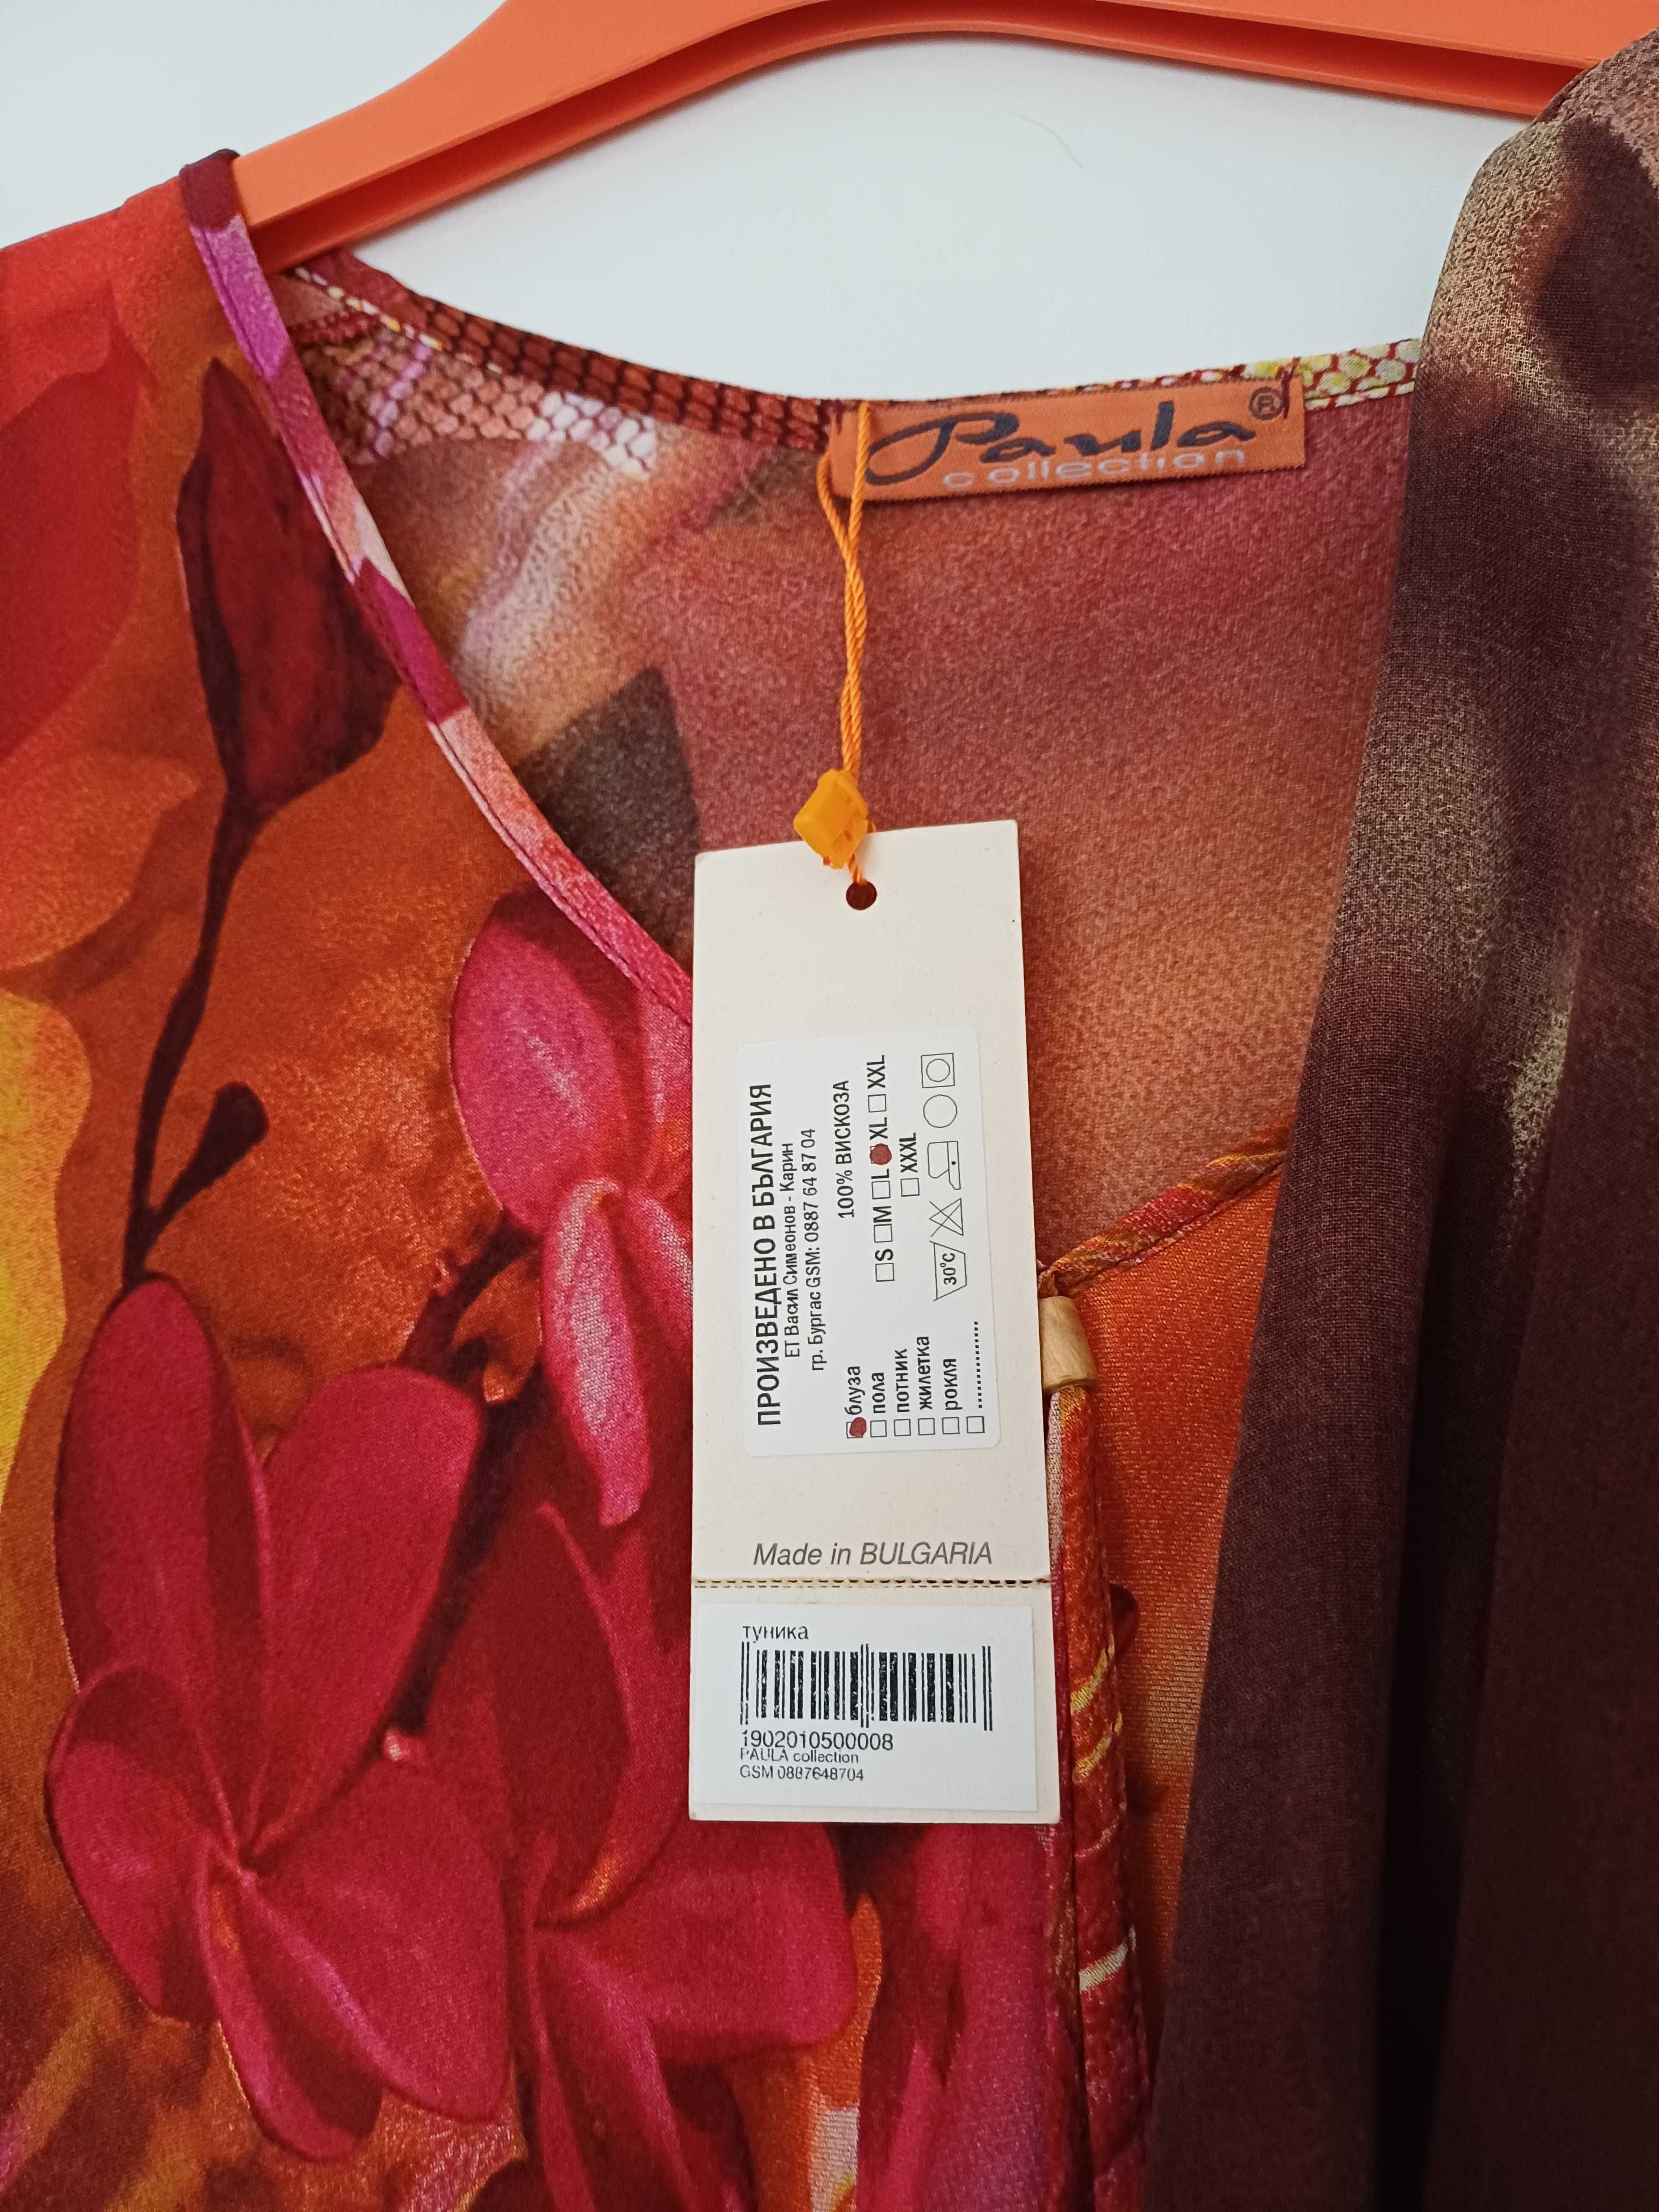 Paula ®
collection
ПРОИЗВЕДЕНО В БЪЛГАРИЯ
ЕТ Васил Симеонов - Карин
гр. Бургас GSM: 0887 64 87 04
блуза 100% ВИСКОЗА
пола S M L XL XXL
потник XXXL
жилетка
рокля 30°C
..............
Made in BULGARIA
туника
1902010500008
PAULA collection
GSM 0887648704